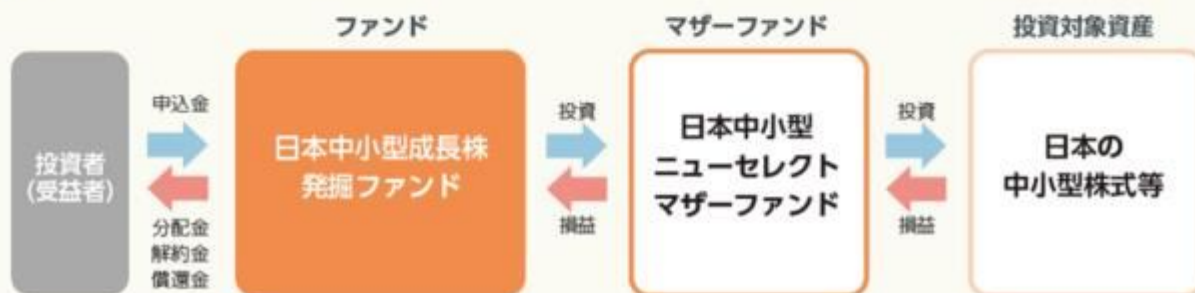 ファンド
マザーファンド
投資対象資産
投資者
(受益者)
申込金
分配金
解約金
償還金
日本中小型成長株
発掘ファンド
投資
損益
日本中小型
ニューセレクト
マザーファンド
投資
損益
日本の
中小型株式等